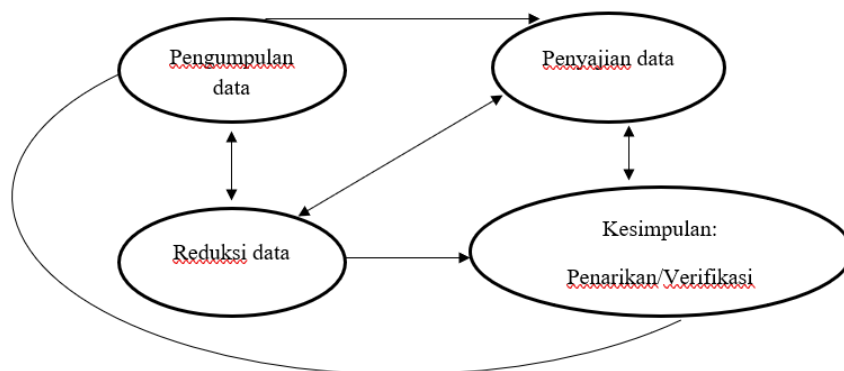 Pengumpulan
data
Penyajian data
Reduksi data
Kesimpulan:
Penarikan/Verifikasi